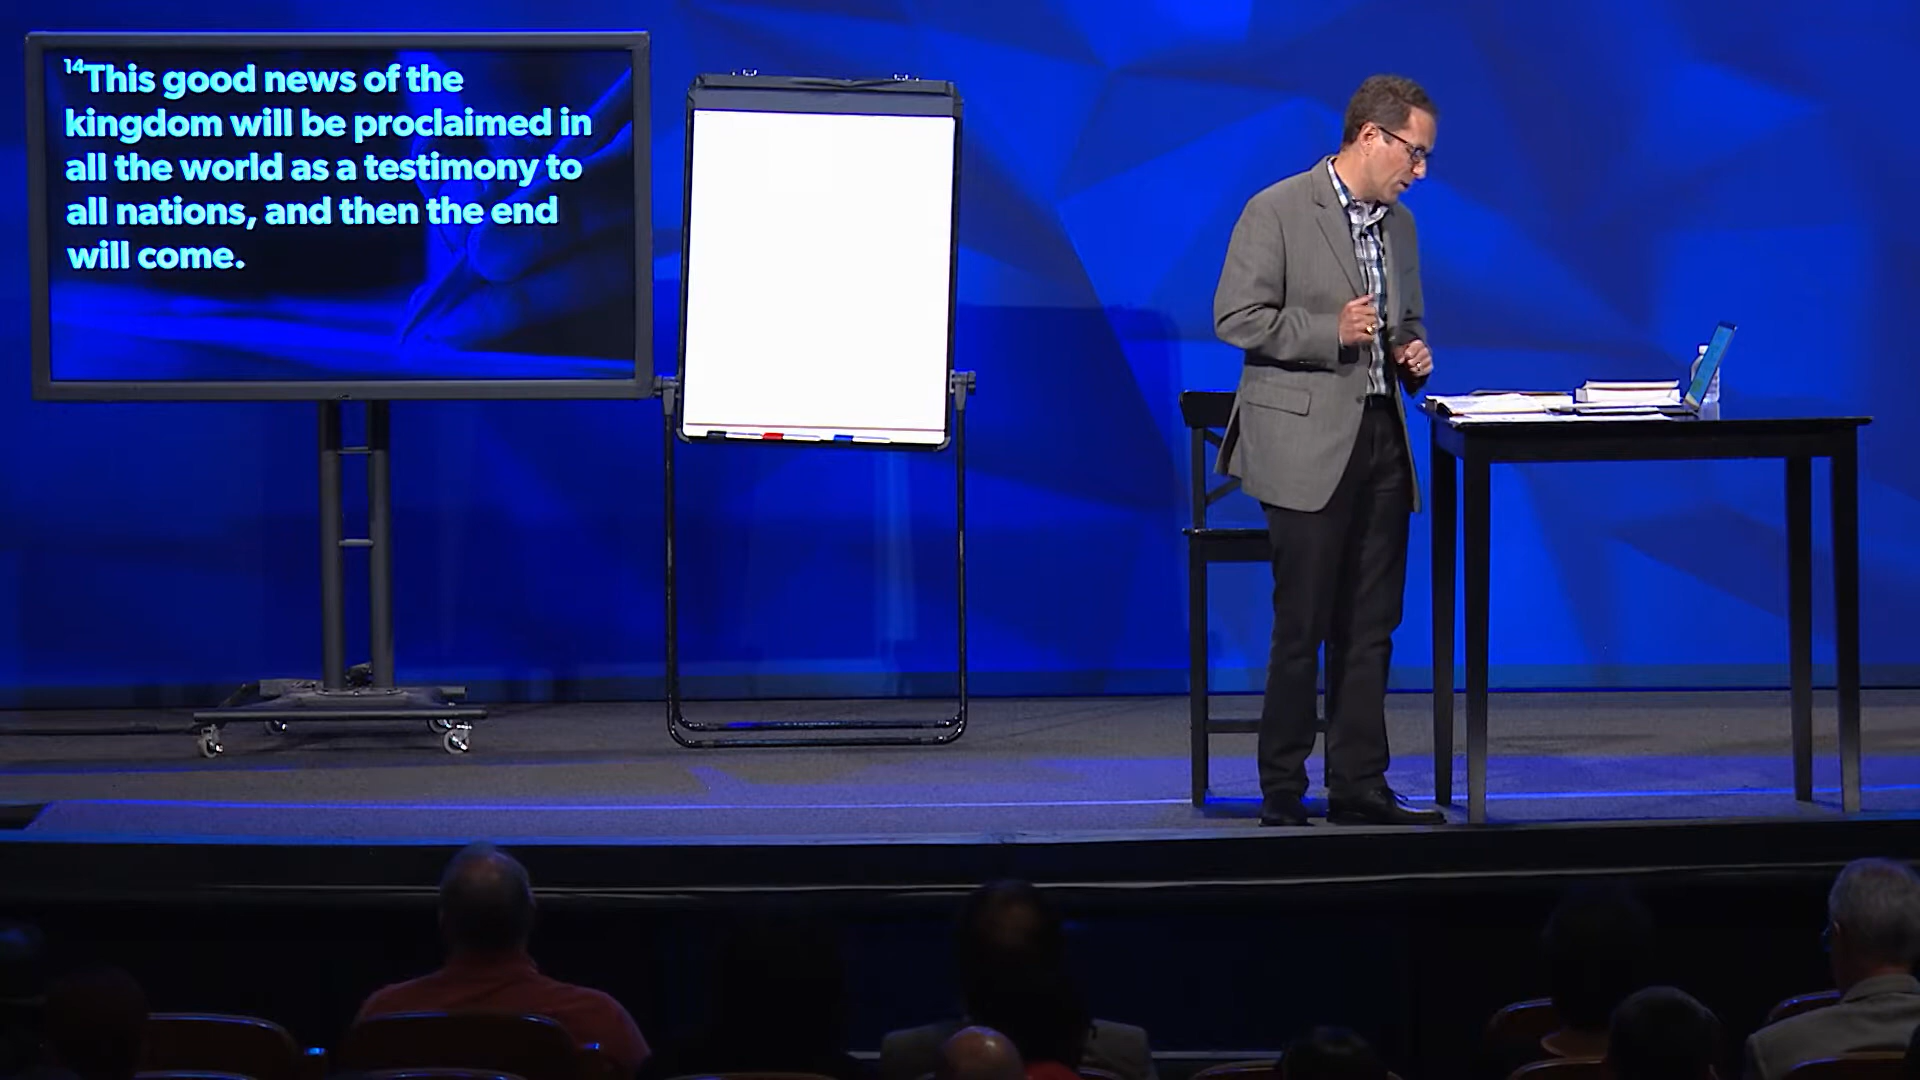 14This good news of the
kingdom will be proclaimed in
all the world as a testimony to
all nations, and then the end
will come.